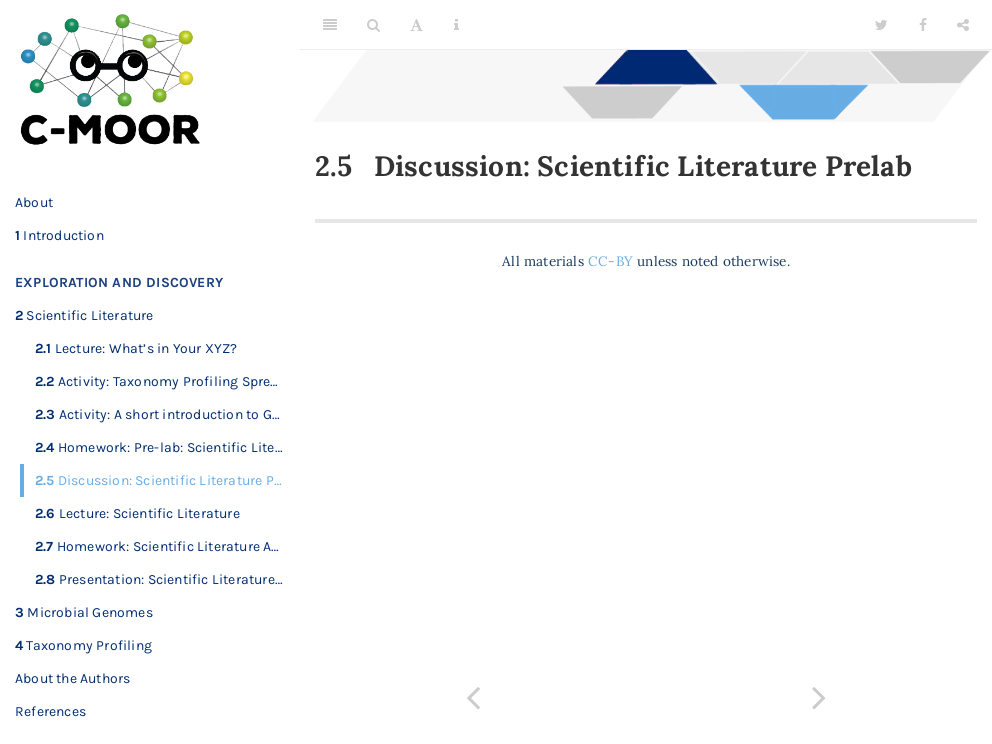 C-MOOR
About
1 Introduction
EXPLORATION AND DISCOVERY
2 Scientific Literature
2.1 Lecture: What's in Your XYZ?
2.2 Activity: Taxonomy Profiling Spre…
2.3 Activity: A short introduction to G…
2.4 Homework: Pre-lab: Scientific Lite…
2.5 Discussion: Scientific Literature P…
2.6 Lecture: Scientific Literature
2.7 Homework: Scientific Literature A…
2.8 Presentation: Scientific Literature…
3 Microbial Genomes
4 Taxonomy Profiling
About the Authors
References
A
2.5 Discussion: Scientific Literature Prelab
All materials CC-BY unless noted otherwise.